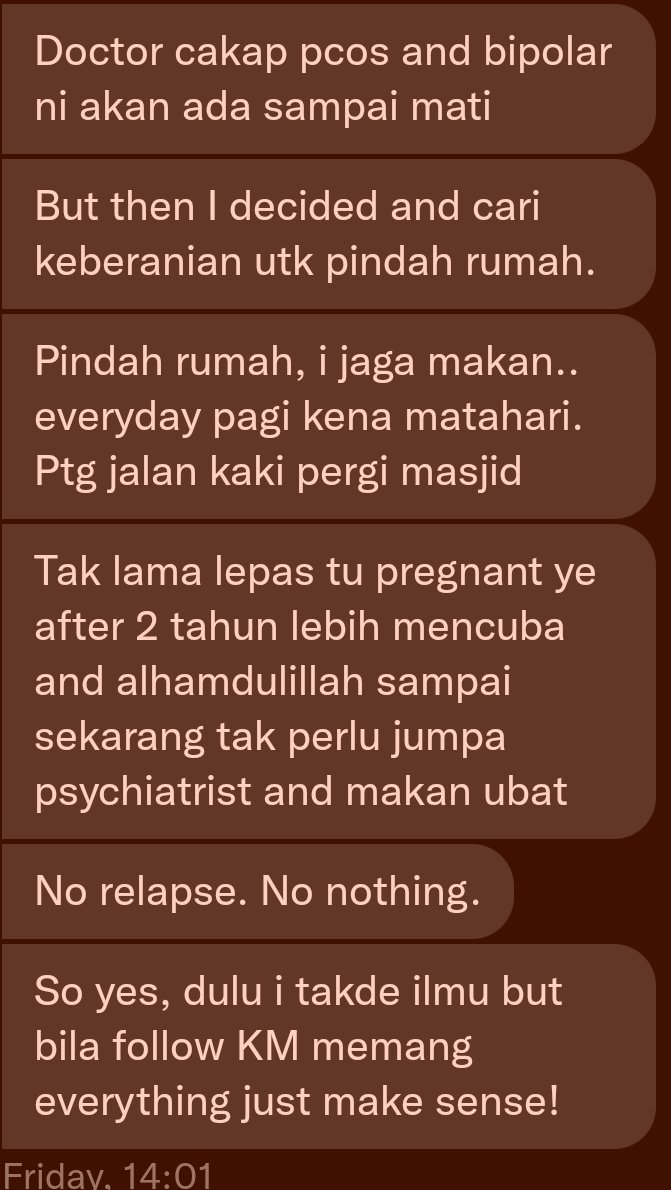 Doctor cakap pcos and bipolar
ni akan ada sampai mati
But then I decided and cari
keberanian utk pindah rumah.
Pindah rumah, i jaga makan..
everyday pagi kena matahari.
Ptg jalan kaki pergi masjid
Tak lama lepas tu pregnant ye
after 2 tahun lebih mencuba
and alhamdulillah sampai
sekarang tak perlu jumpa
psychiatrist and makan ubat
No relapse. No nothing.
So yes, dulu i takde ilmu but
bila follow KM memang
everything just make sense!
Friday, 14:01